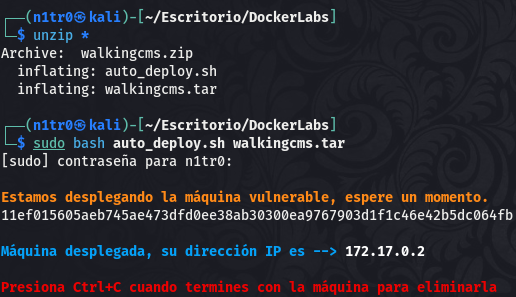 ┌──(n1tr0㉿kali)-[~/Escritorio/DockerLabs]
└─$ unzip *
Archive:  walkingcms.zip
  inflating: auto_deploy.sh
  inflating: walkingcms.tar
┌──(n1tr0㉿kali)-[~/Escritorio/DockerLabs]
└─$ sudo bash auto_deploy.sh walkingcms.tar
[sudo] contraseña para n1tr0:
Estamos desplegando la máquina vulnerable, espere un momento.
11ef015605aeb745ae473dfd0ee38ab30300ea9767903d1f1c46e42b5dc064fb
Máquina desplegada, su dirección IP es --> 172.17.0.2
Presiona Ctrl+C cuando termines con la máquina para eliminarla